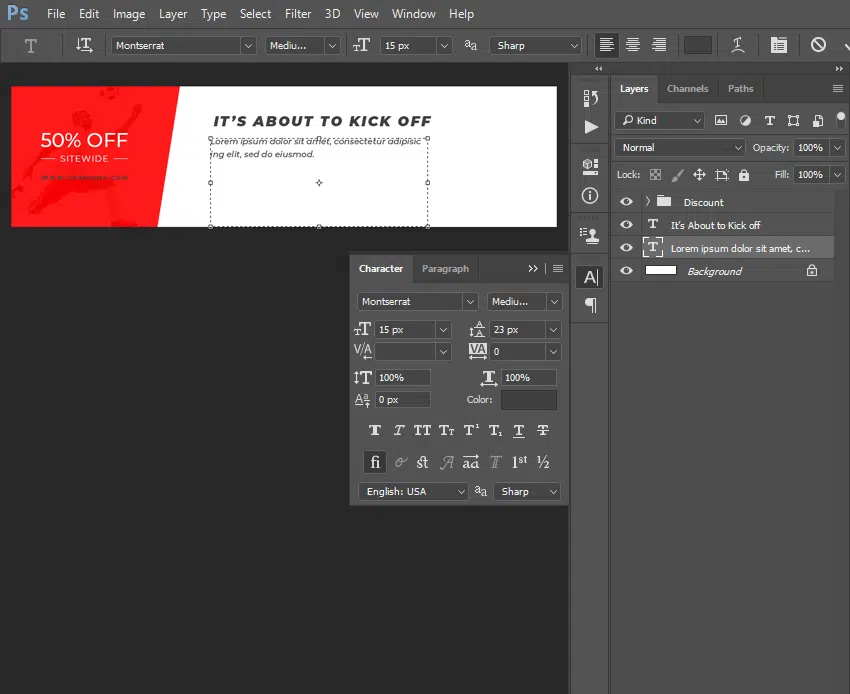 Ps File Edit Image Layer Type Select Filter 3D View Window Help
T Montserrat Mediu... 15 px Sharp
50% OFF
SITEWIDE
IT'S ABOUT TO KICK OFF
Lorem ipsum dolor sit amet, consectetur adipisic
ing elit, sed do eiusmod.
Character Paragraph
Montserrat Mediu...
15 px 23 px
V/A VA 0
100% 100%
0 px Color:
T T TT TT T¹ T₁ T T
fi st A aa T 1st ½
English: USA aa Sharp
Layers Channels Paths
Kind
Normal Opacity: 100%
Lock: Fill: 100%
Discount
T It's About to Kick off
T Lorem ipsum dolor sit amet, c...
Background